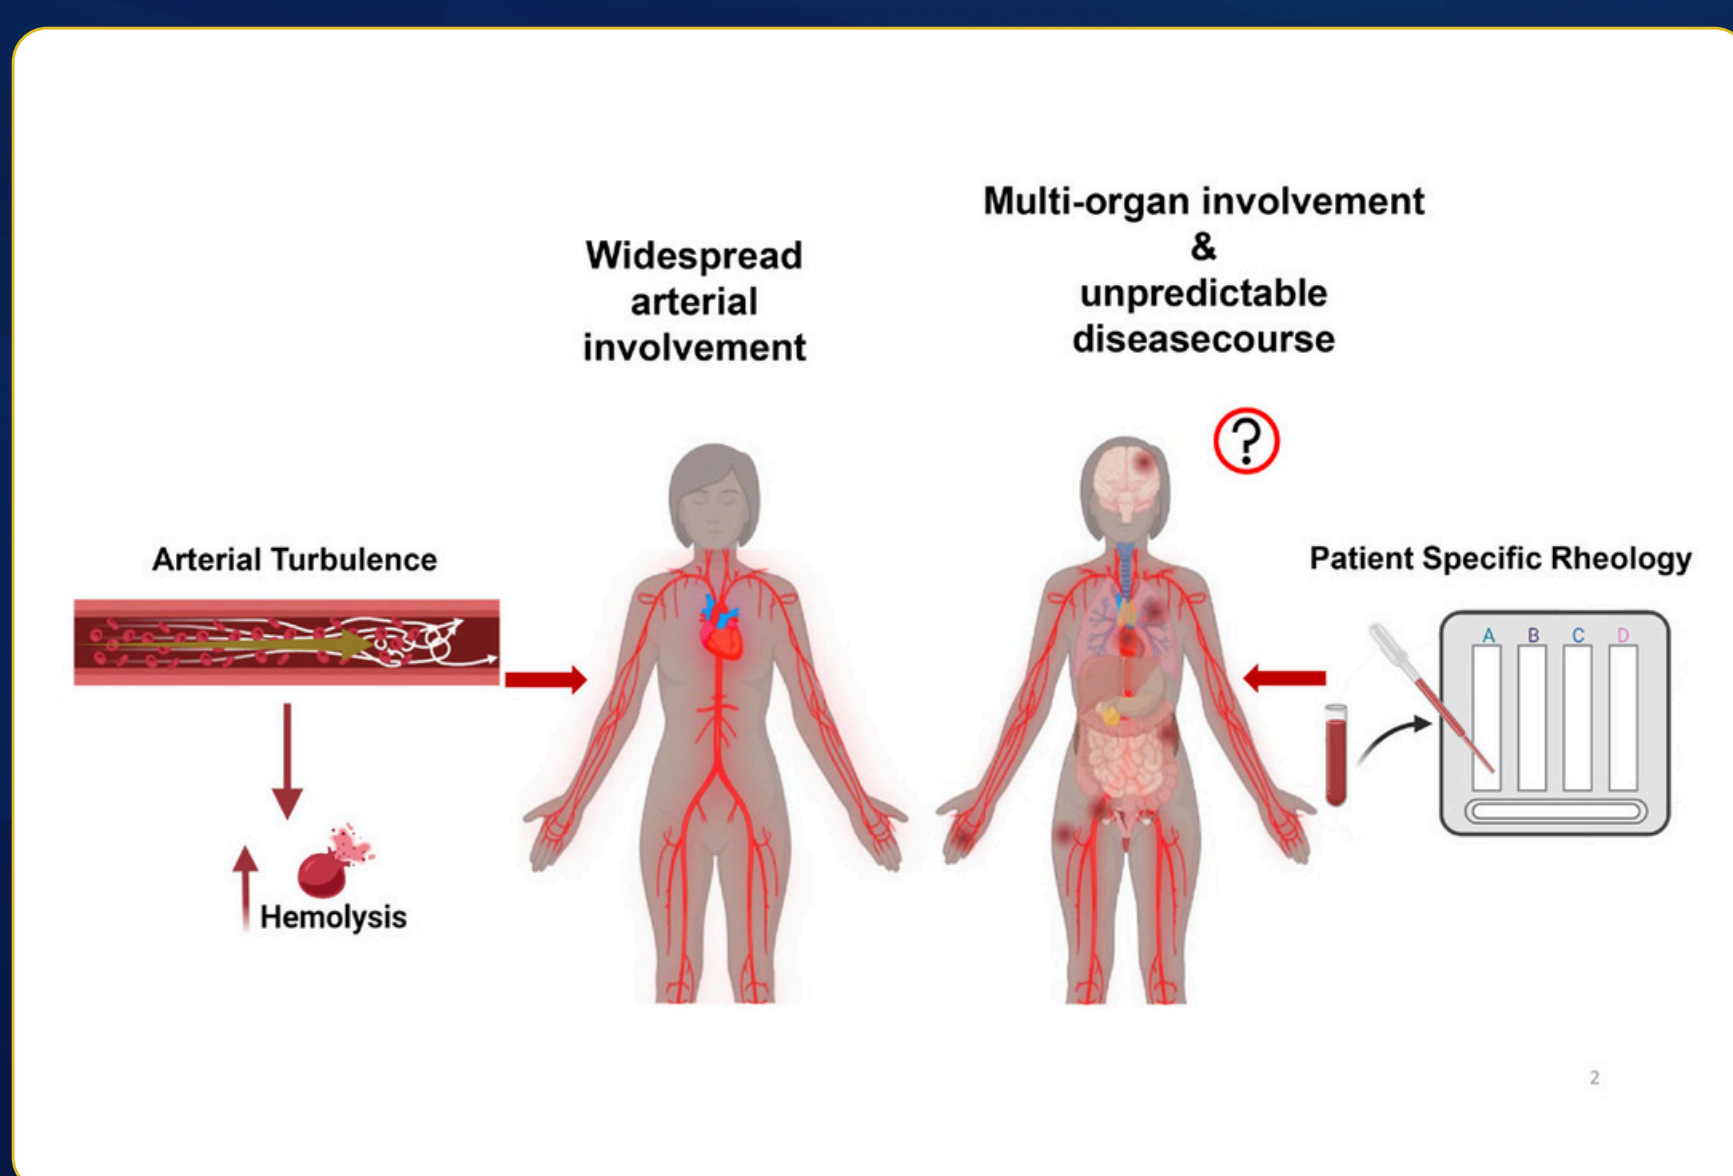 Widespread
arterial
involvement
Multi-organ involvement
&
unpredictable
diseasecourse
?
Arterial Turbulence
Hemolysis
Patient Specific Rheology
A B C D
2